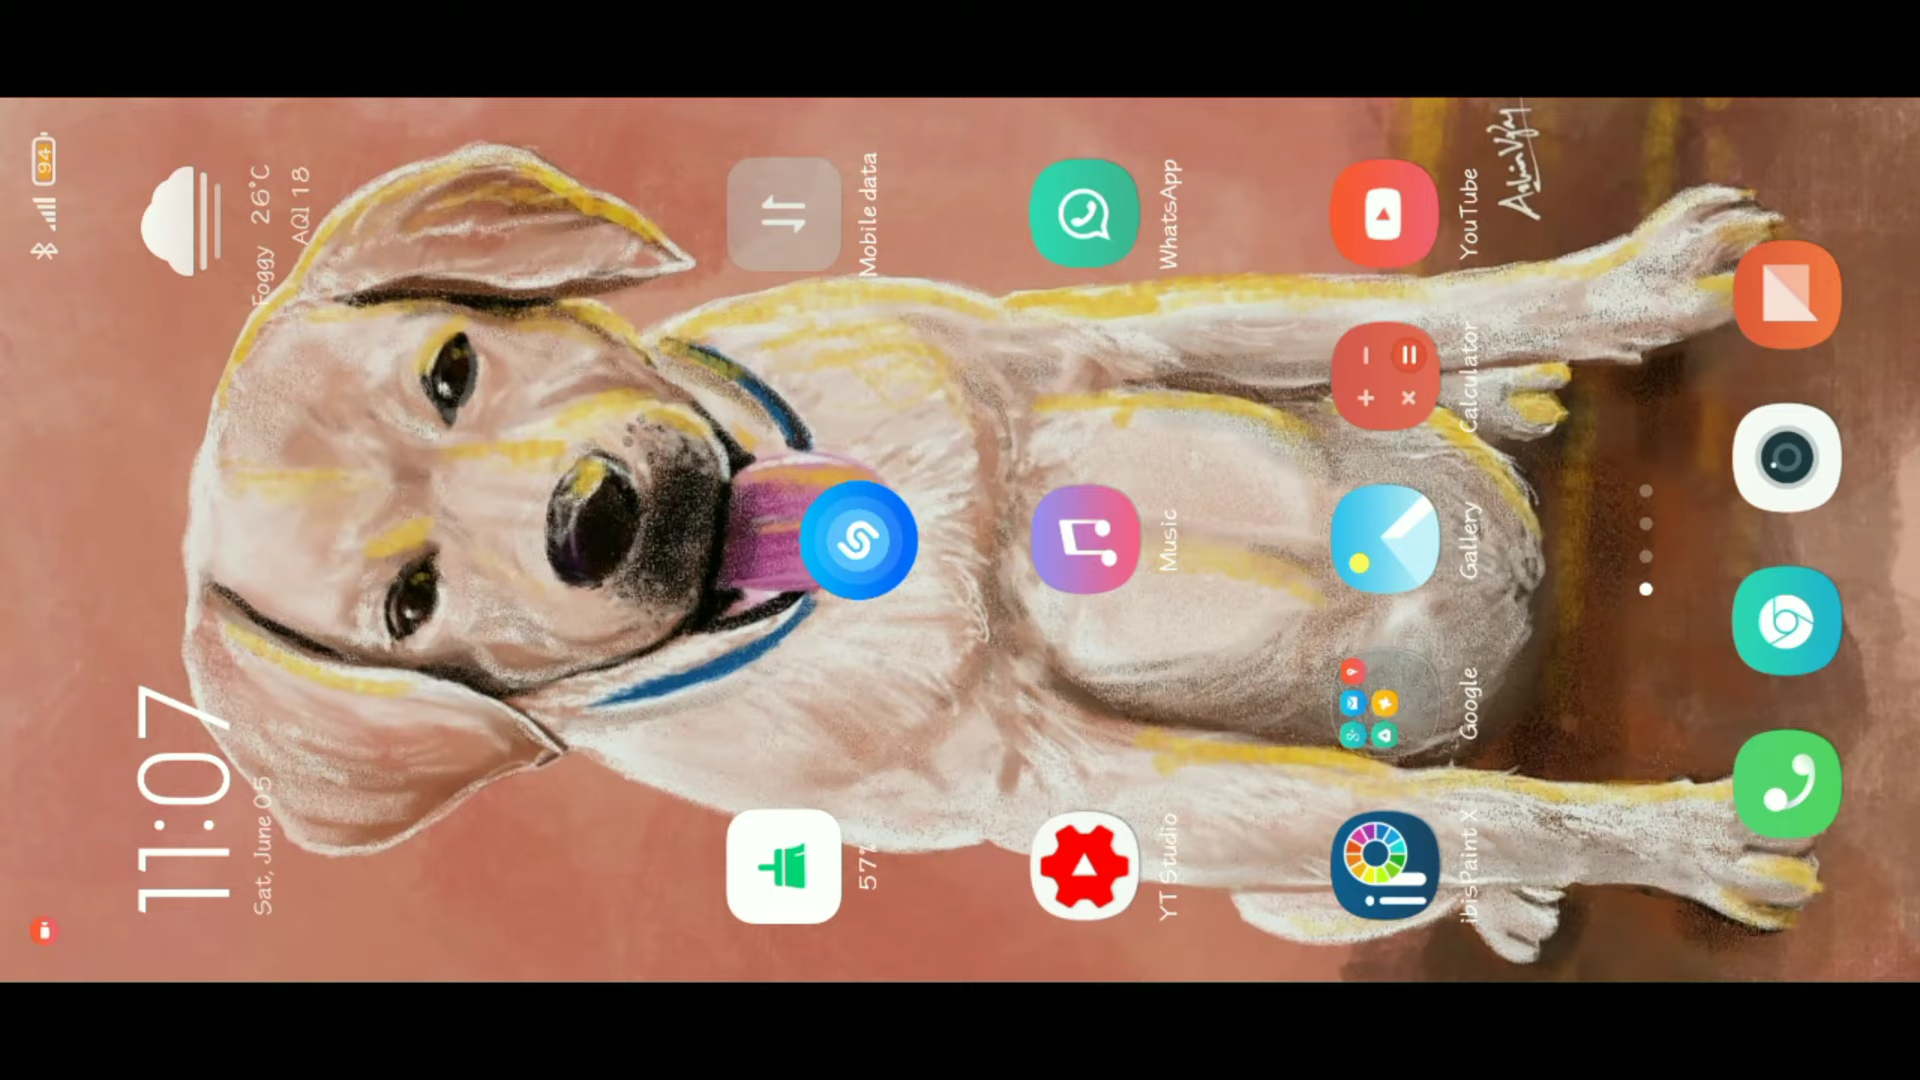 94
11:07
Sat, June 05
Foggy 26°C
AQI 18
57%
Mobile data
YT Studio
Music
WhatsApp
ibisPaint X
Google
Gallery
Calculator
YouTube